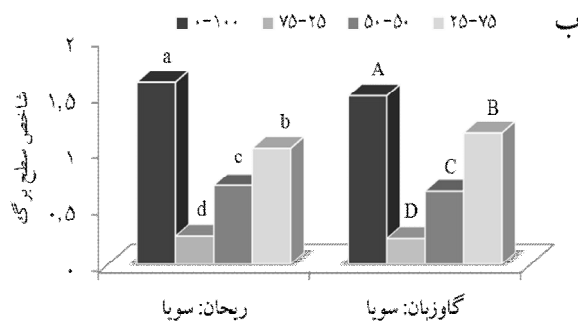 ب
۰-۱۰۰ ۷۵-۲۵ ۵۰-۵۰ ۲۵-۷۵
شاخص سطح برگ
۲
۱,۵
۱
۰,۵
۰
a d c b
A D C B
ریحان: سویا
گاوزبان: سویا